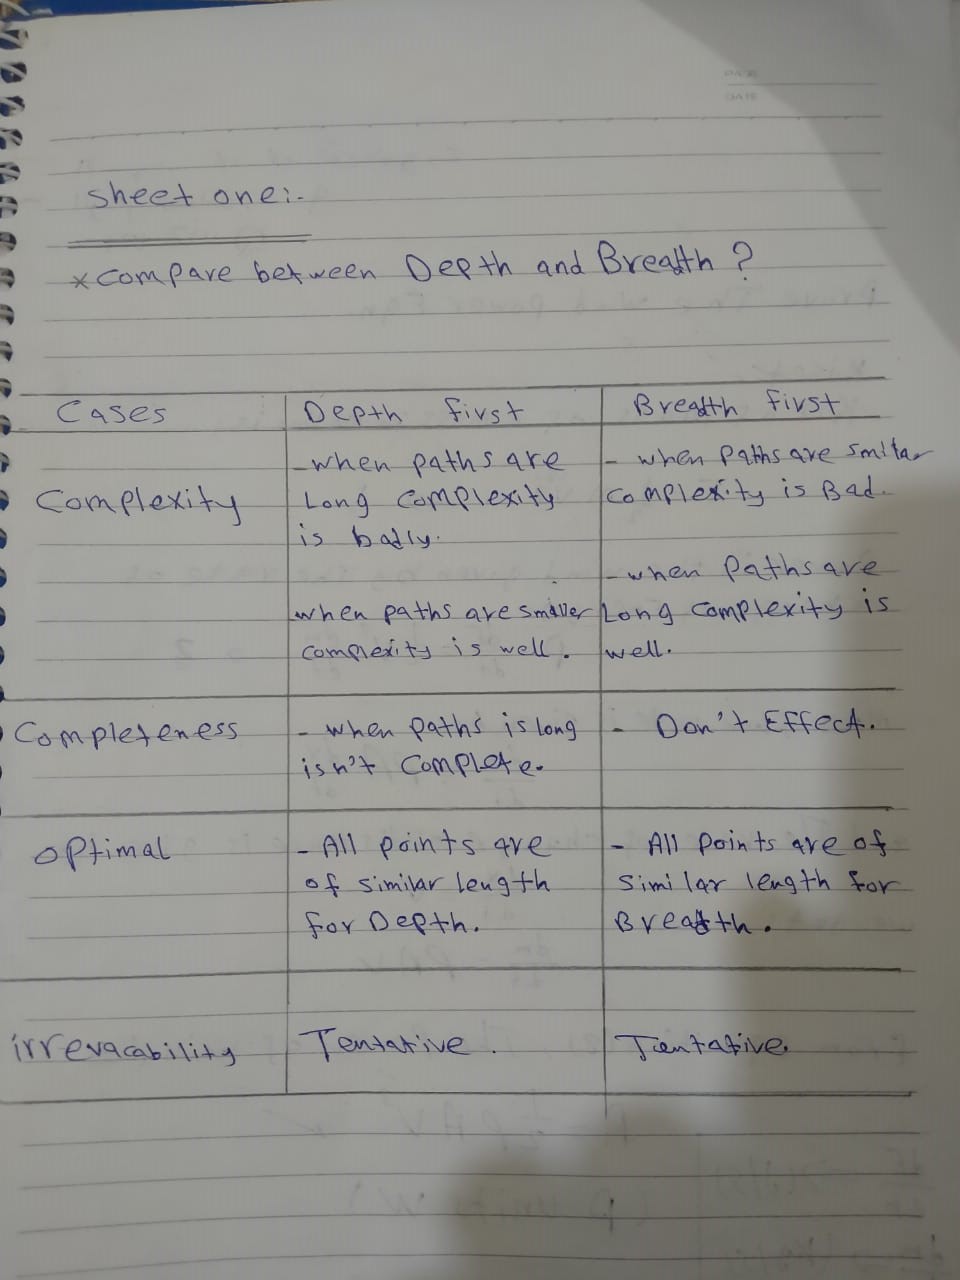 PAGE
DATE
Sheet one:-
* Compare between Depth and Breadth ?
Cases
Depth first
Breadth first
Complexity
- when paths are
Long Complexity
is badly.
when paths are smaller
complexity is well.
- when Paths are smilar
Complexity is Bad.
- when Paths are
Long Complexity is
well.
Completeness
- when Paths is long
isn't Complete.
- Don't Effect.
optimal
- All points are
of similar length
for Depth.
- All Points are of
similar length for
Breadth.
irrevacability
Tentative.
Tentative.